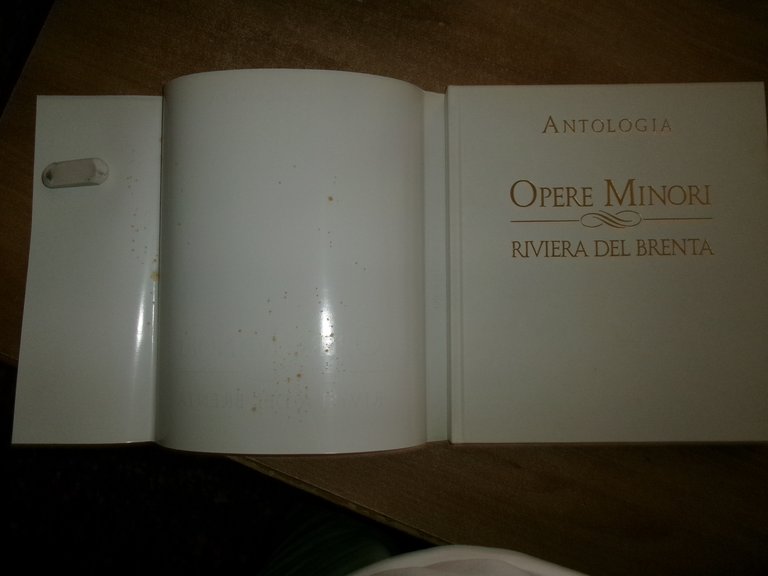 ANTOLOGIA
OPERE MINORI
RIVIERA DEL BRENTA